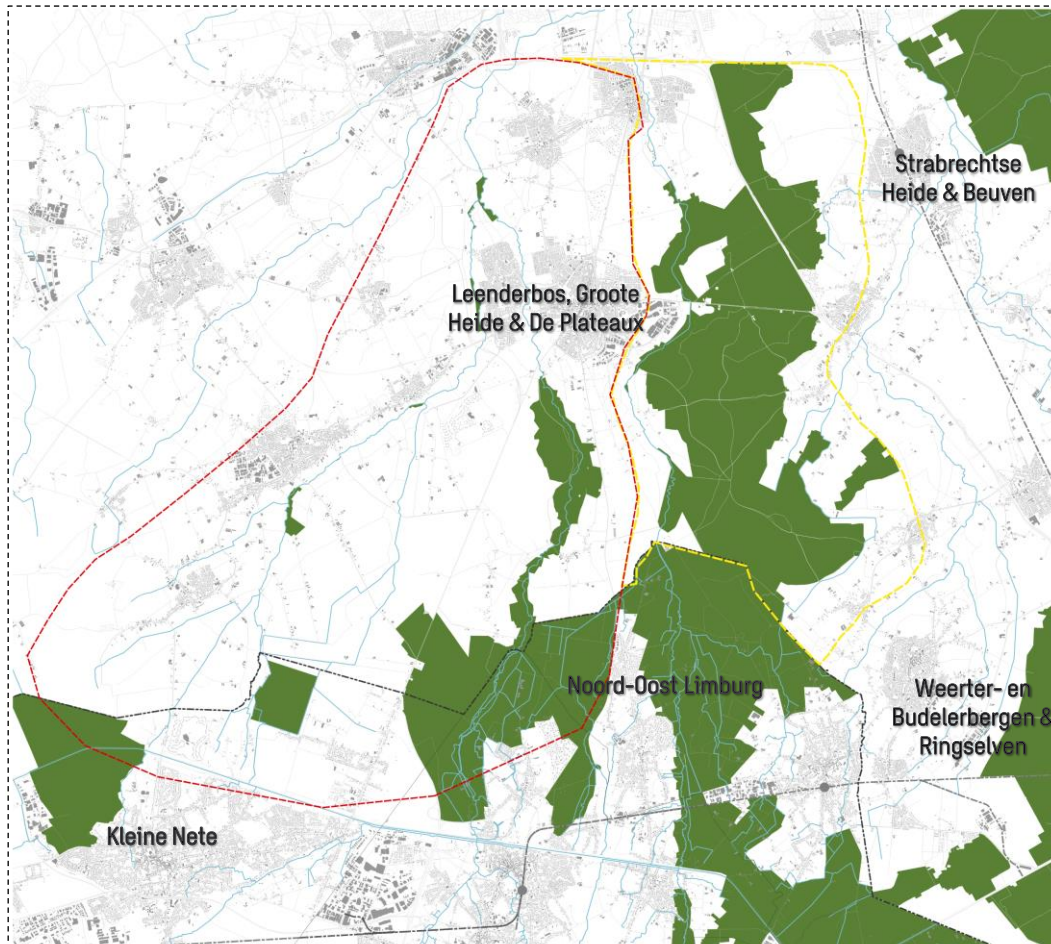 Strabrechtse
Heide & Beuven
Leenderbos, Groote
Heide & De Plateaux
Noord-Oost Limburg
Weerter- en
Budelerbergen &
Ringselven
Kleine Nete